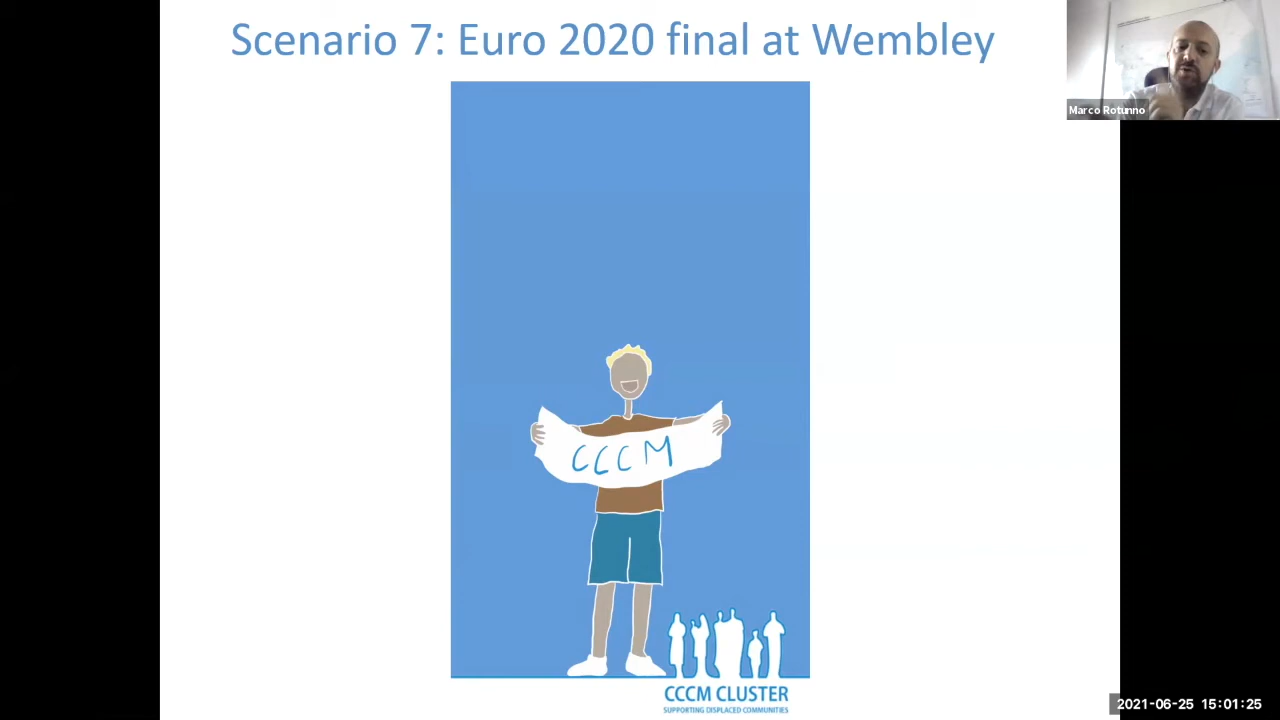 Scenario 7: Euro 2020 final at Wembley
Marco Rotunno
CCCM
CCCM CLUSTER
SUPPORTING DISPLACED COMMUNITIES
2021-06-25 15:01:25